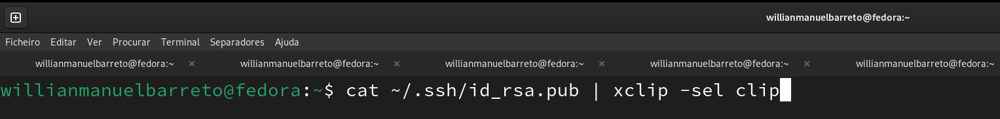 willianmanuelbarreto@fedora:~
Ficheiro Editar Ver Procurar Terminal Separadores Ajuda
willianmanuelbarreto@fedora:~ × willianmanuelbarreto@fedora:~ × willianmanuelbarreto@fedora:~ × willianmanuelbarreto@fedora:~ × willianmanuelbarreto@fedora:~
willianmanuelbarreto@fedora:~$ cat ~/.ssh/id_rsa.pub | xclip -sel clip